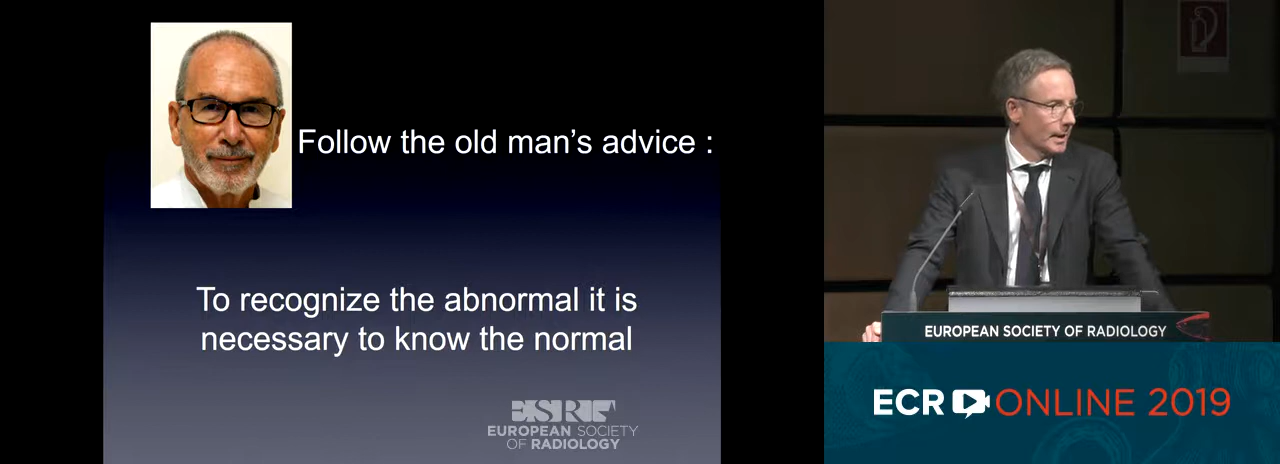 Follow the old man’s advice :
To recognize the abnormal it is
necessary to know the normal
ESR
EUROPEAN SOCIETY
OF RADIOLOGY
EUROPEAN SOCIETY OF RADIOLOGY
ECR ONLINE 2019